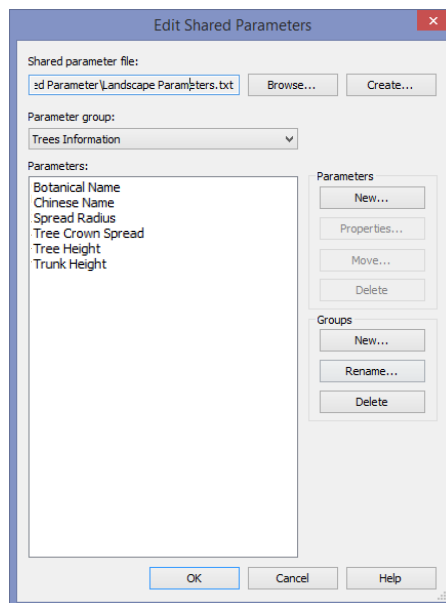 Edit Shared Parameters
x
Shared parameter file:
ed Parameter\Landscape Parameters.txt Browse... Create...
Parameter group:
Trees Information
Parameters:
Botanical Name
Chinese Name
Spread Radius
Tree Crown Spread
Tree Height
Trunk Height
Parameters
New...
Properties...
Move...
Delete
Groups
New...
Rename...
Delete
OK Cancel Help